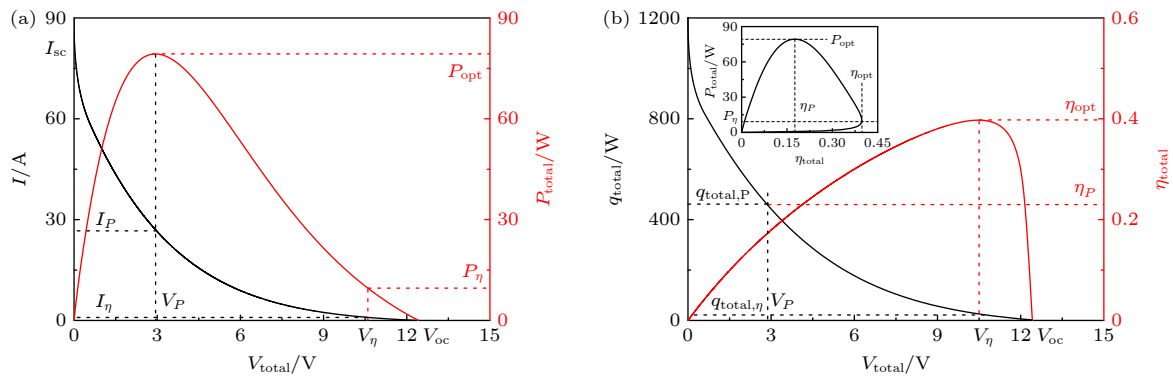 (a)
90
60
30
0
I/A
I_sc
I_P
I_η
V_P
P_opt
P_η
0
3
6
9
V_η
12
V_oc
15
V_total/V
90
60
30
0
P_total/W
(b)
1200
800
400
0
q_total/W
q_total,P
q_total,η
V_P
η_opt
η_P
0
3
6
9
V_η
12
V_oc
15
V_total/V
0.6
0.4
0.2
0
η_total
90
60
30
0
P_total/W
P_η
P_opt
η_opt
η_P
0
0.15
0.30
0.45
η_total